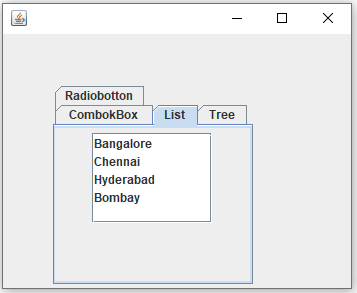 Radiobotton
CombokBox List Tree
Bangalore
Chennai
Hyderabad
Bombay